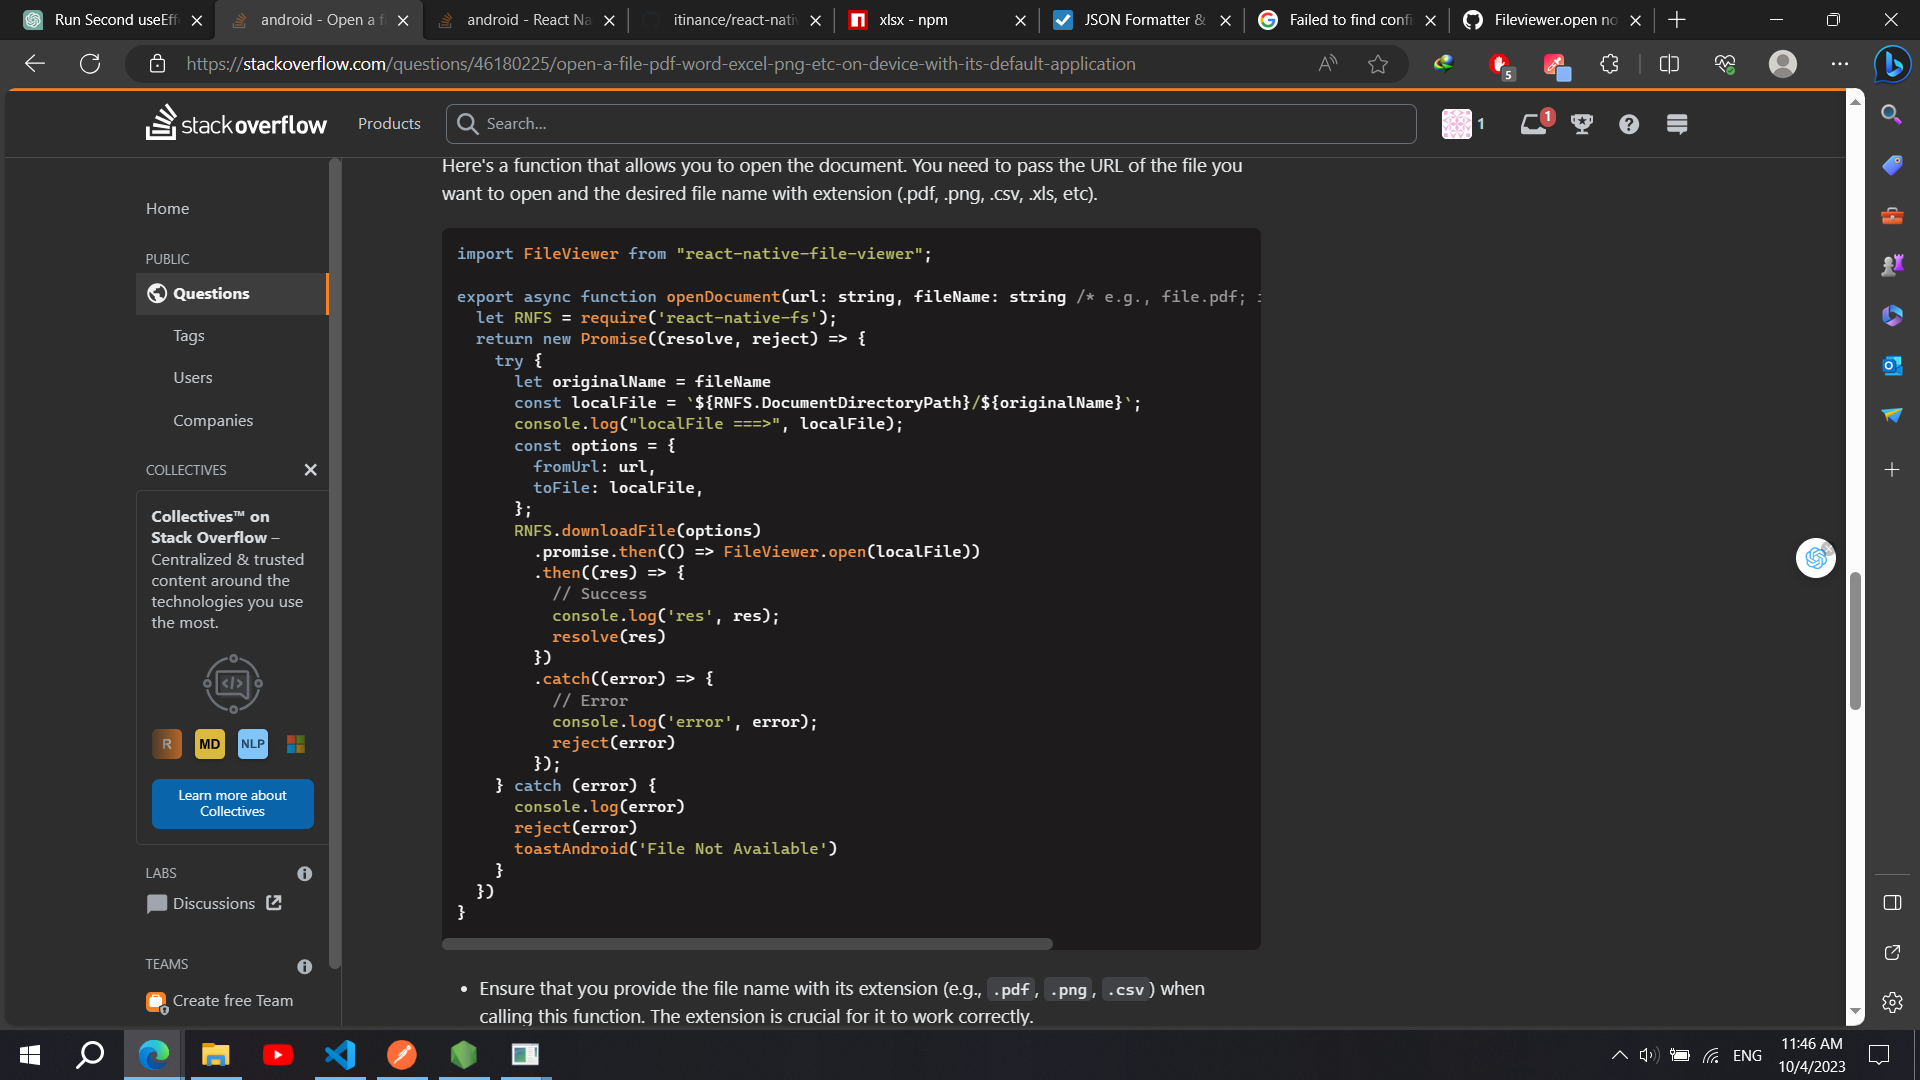 Run Second useEff
android - Open a f
android - React Na
itinance/react-nativ
xlsx - npm
JSON Formatter &
Failed to find confi
Fileviewer.open no
https://stackoverflow.com/questions/46180225/open-a-file-pdf-word-excel-png-etc-on-device-with-its-default-application
5
stackoverflow
Products
Search...
1
1
Home
PUBLIC
Questions
Tags
Users
Companies
COLLECTIVES
Collectives™ on
Stack Overflow –
Centralized & trusted
content around the
technologies you use
the most.
R
MD
NLP
Learn more about
Collectives
LABS
Discussions
TEAMS
Create free Team
Here's a function that allows you to open the document. You need to pass the URL of the file you
want to open and the desired file name with extension (.pdf, .png, .csv, .xls, etc).
import FileViewer from "react-native-file-viewer";
export async function openDocument(url: string, fileName: string /* e.g., file.pdf;
let RNFS = require('react-native-fs');
return new Promise((resolve, reject) => {
try {
let originalName = fileName
const localFile = `${RNFS.DocumentDirectoryPath}/${originalName}`;
console.log("localFile ===>", localFile);
const options = {
fromUrl: url,
toFile: localFile,
};
RNFS.downloadFile(options)
.promise.then(() => FileViewer.open(localFile))
.then((res) => {
// Success
console.log('res', res);
resolve(res)
})
.catch((error) => {
// Error
console.log('error', error);
reject(error)
});
} catch (error) {
console.log(error)
reject(error)
toastAndroid('File Not Available')
}
})
}
• Ensure that you provide the file name with its extension (e.g., .pdf, .png, .csv) when
calling this function. The extension is crucial for it to work correctly.
ENG
11:46 AM
10/4/2023